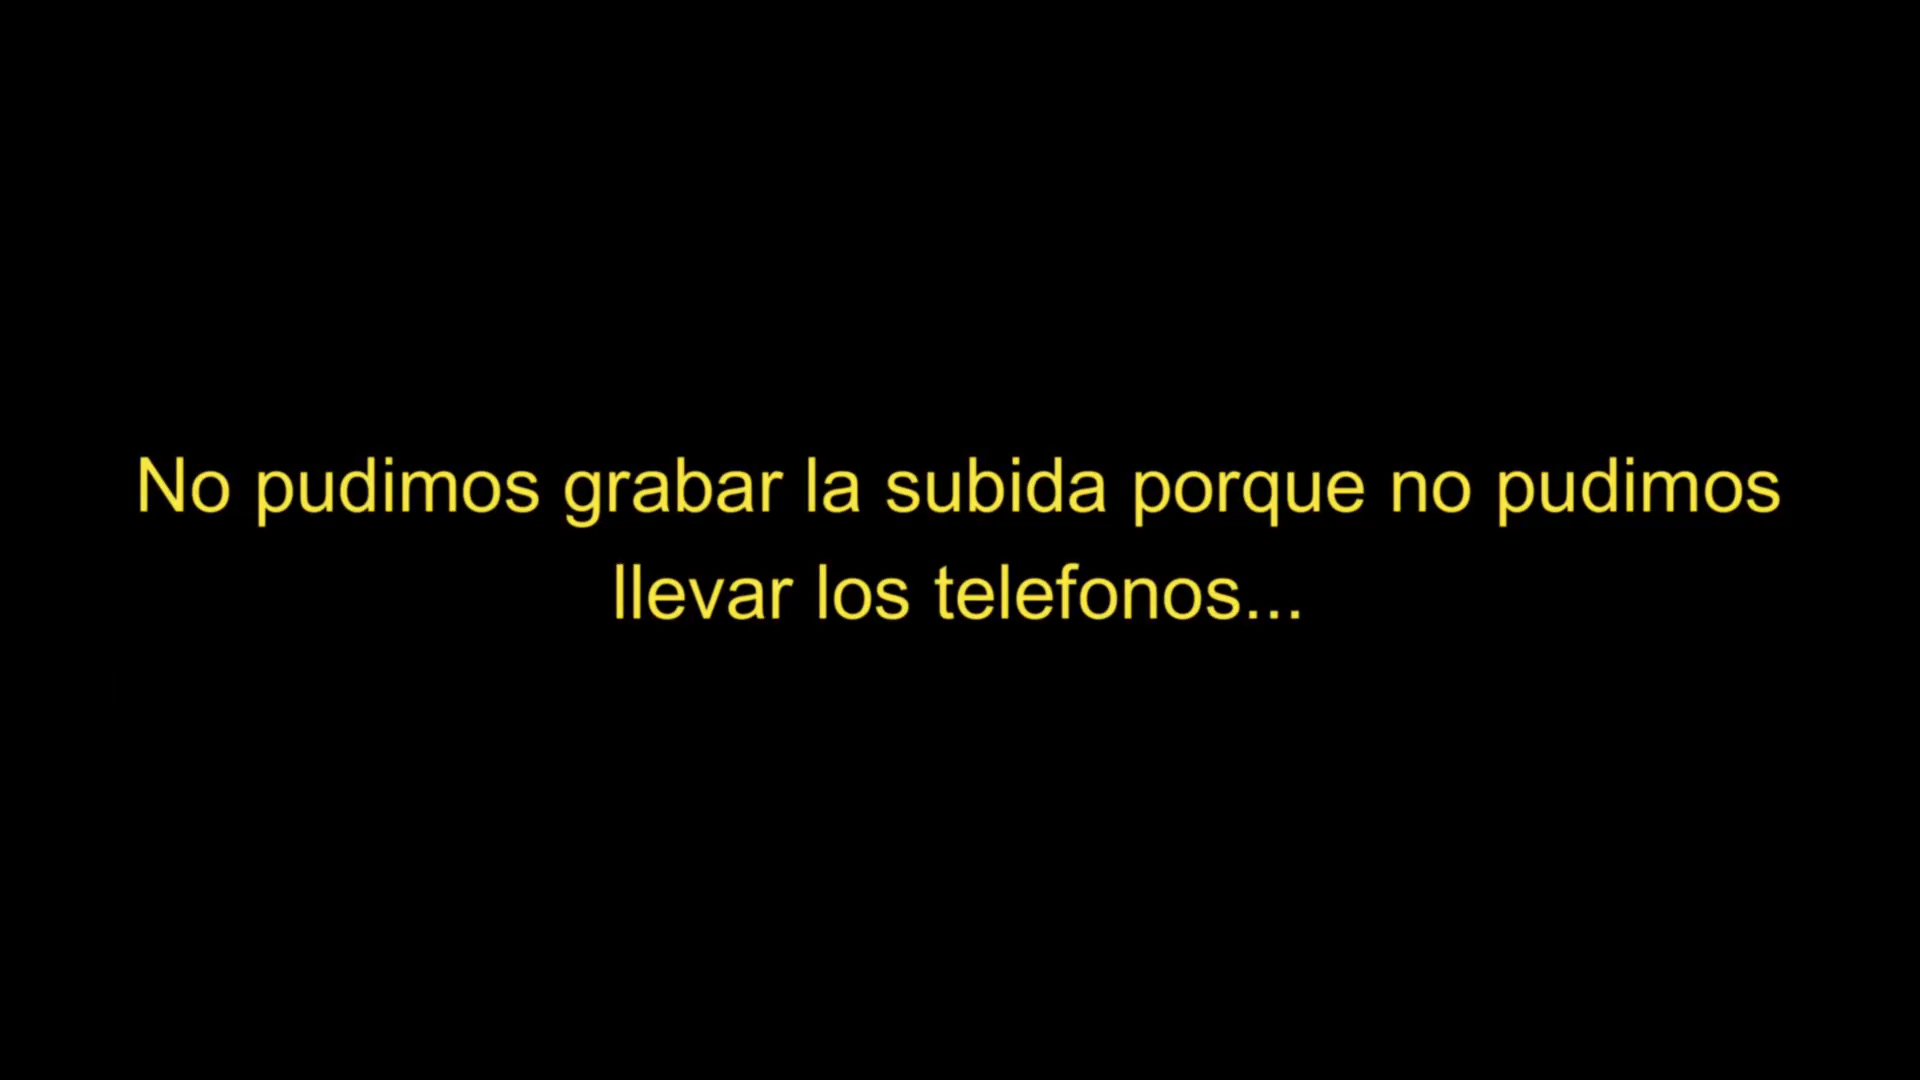 No pudimos grabar la subida porque no pudimos
llevar los telefonos...